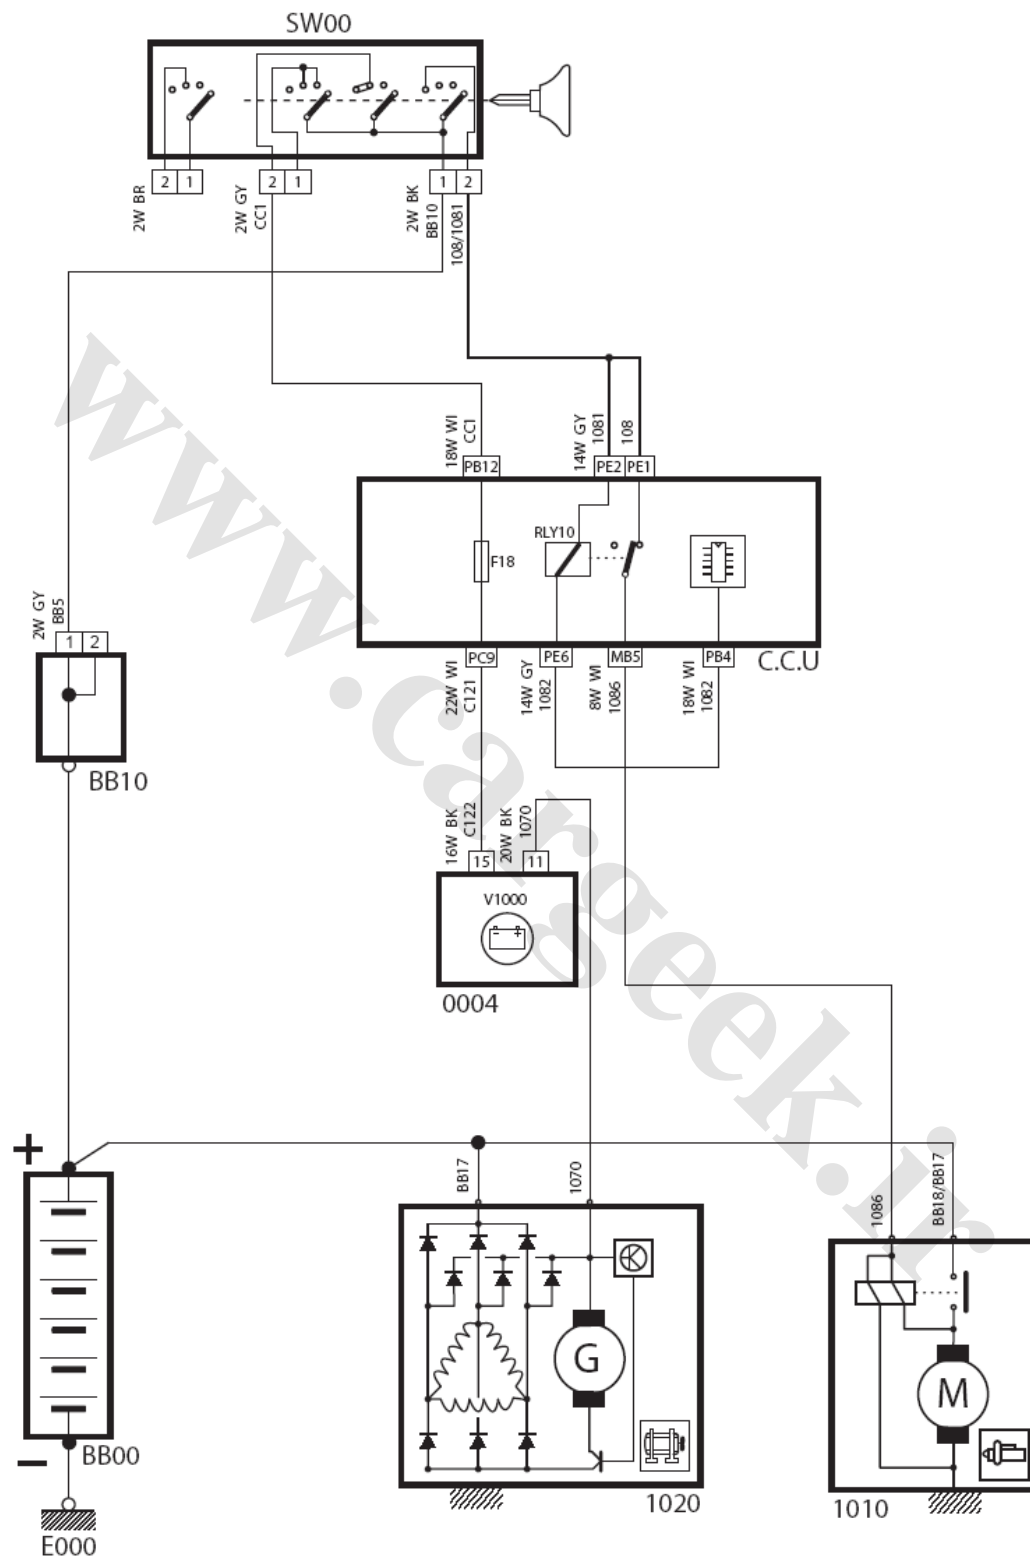 SW00
2 1
2 1
1 2
2W BR
2W GY
CC1
2W BK
BB10
108/1081
18W WI
CC1
14W GY
1081
108
PB12
PE2 PE1
RLY10
F18
2W GY
BB5
1 2
PC9
PE6
MB5
PB4
C.C.U
22W WI
C121
14W GY
1082
8W WI
1086
18W WI
1082
BB10
16W BK
C122
20W BK
1070
15
11
V1000
- +
0004
+
BB17
1070
1086
BB18/BB17
G
M
−
BB00
1020
1010
E000
www.cargeek.ir